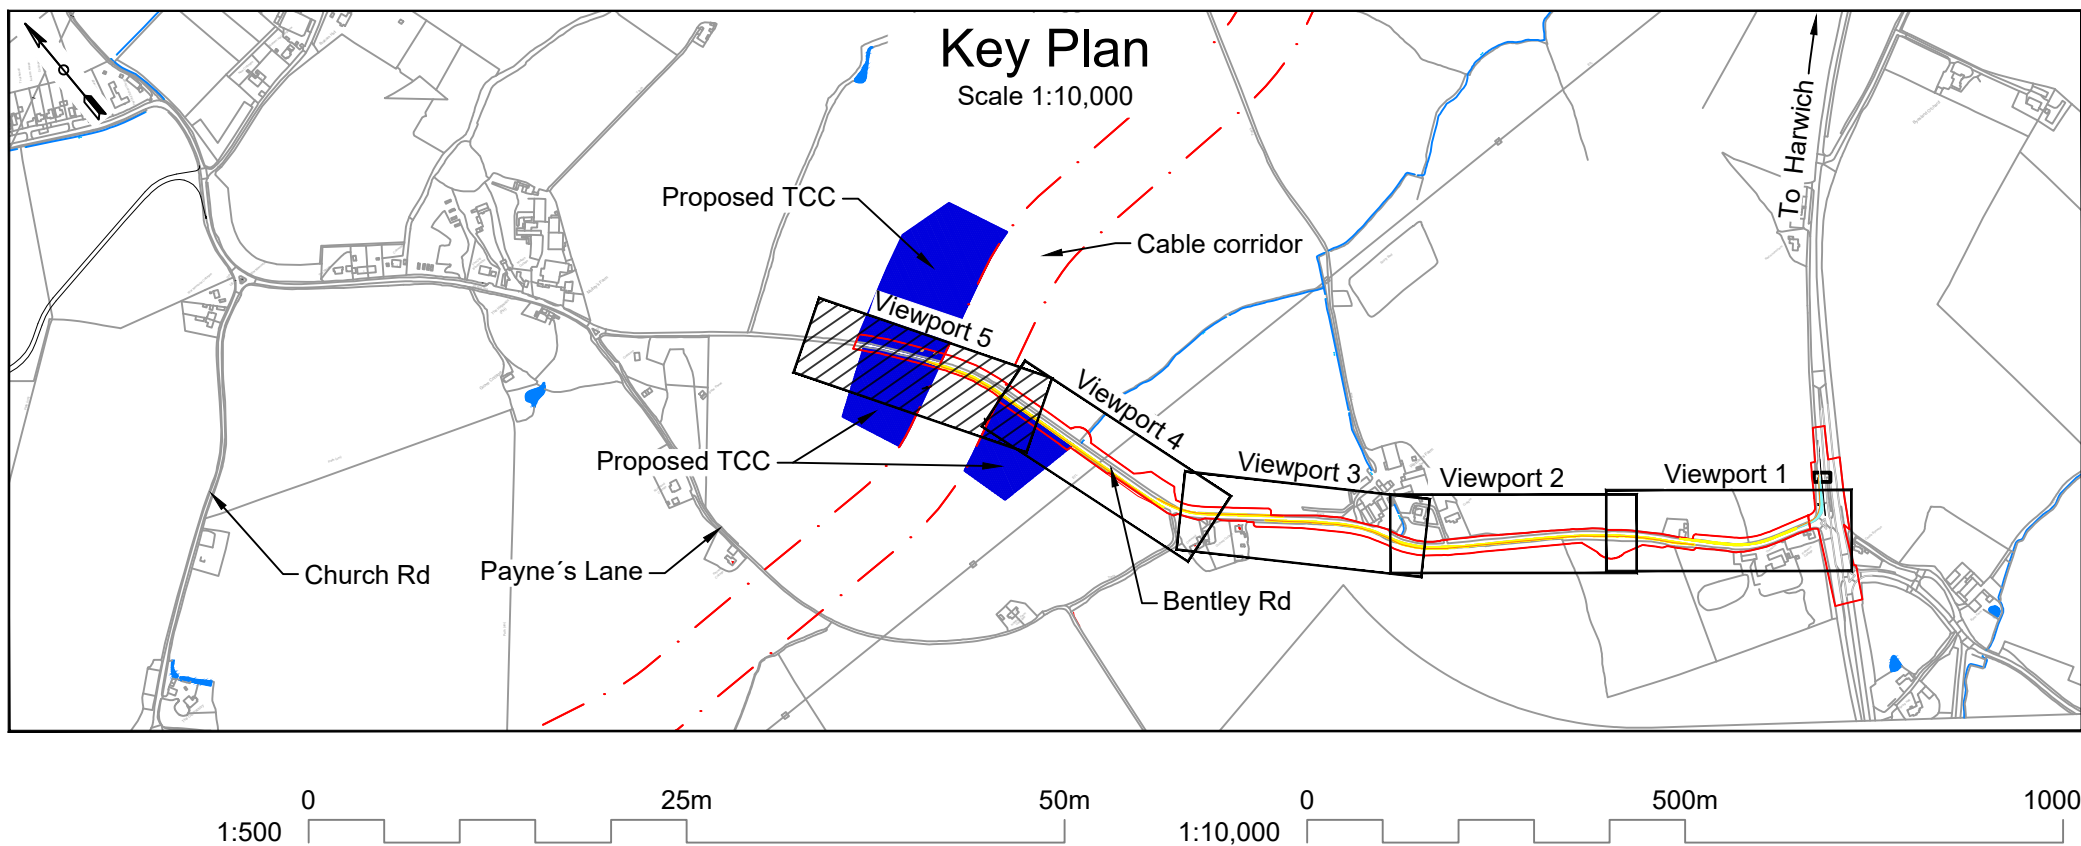 Key Plan
Scale 1:10,000
To Harwich
Proposed TCC
Cable corridor
Viewport 5
Viewport 4
Viewport 3
Viewport 2
Viewport 1
Proposed TCC
Church Rd
Payne´s Lane
Bentley Rd
0 25m 50m
1:500
0 500m 1000
1:10,000